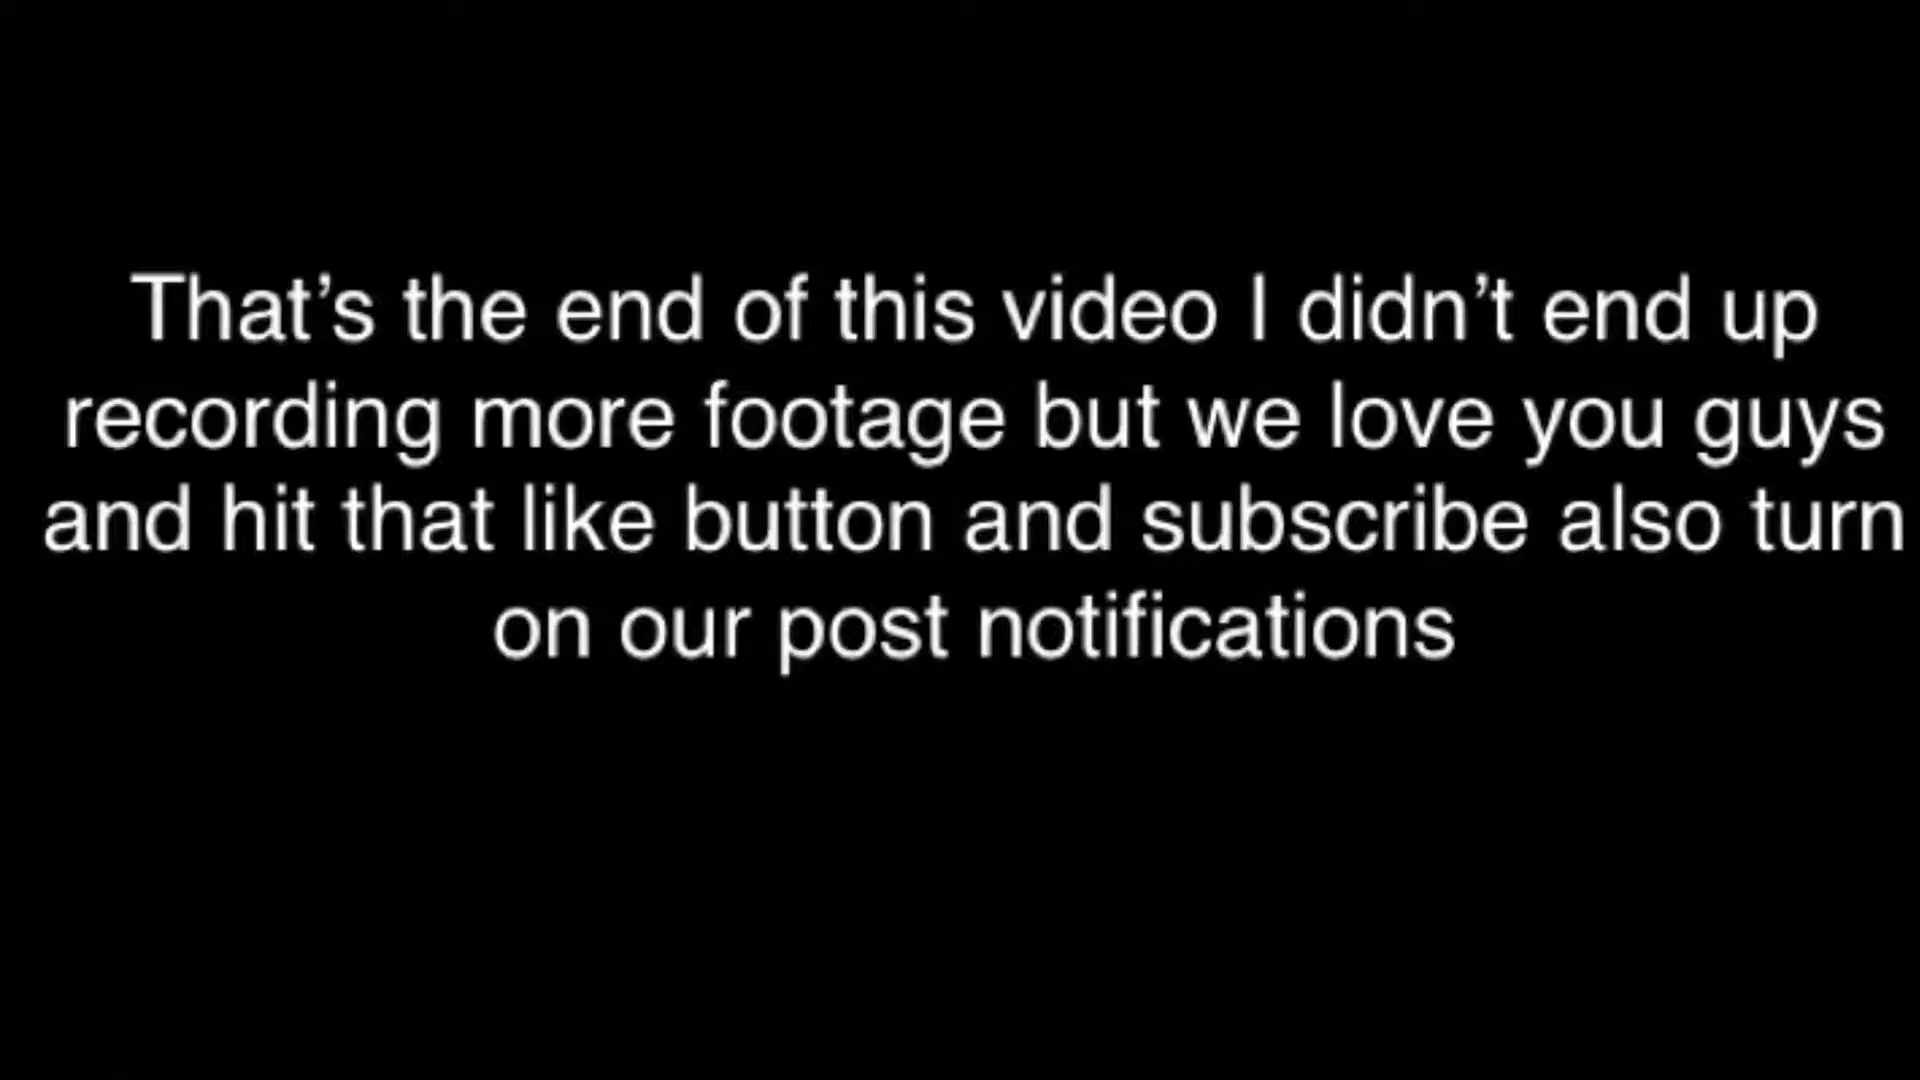 That’s the end of this video I didn’t end up
recording more footage but we love you guys
and hit that like button and subscribe also turn
on our post notifications